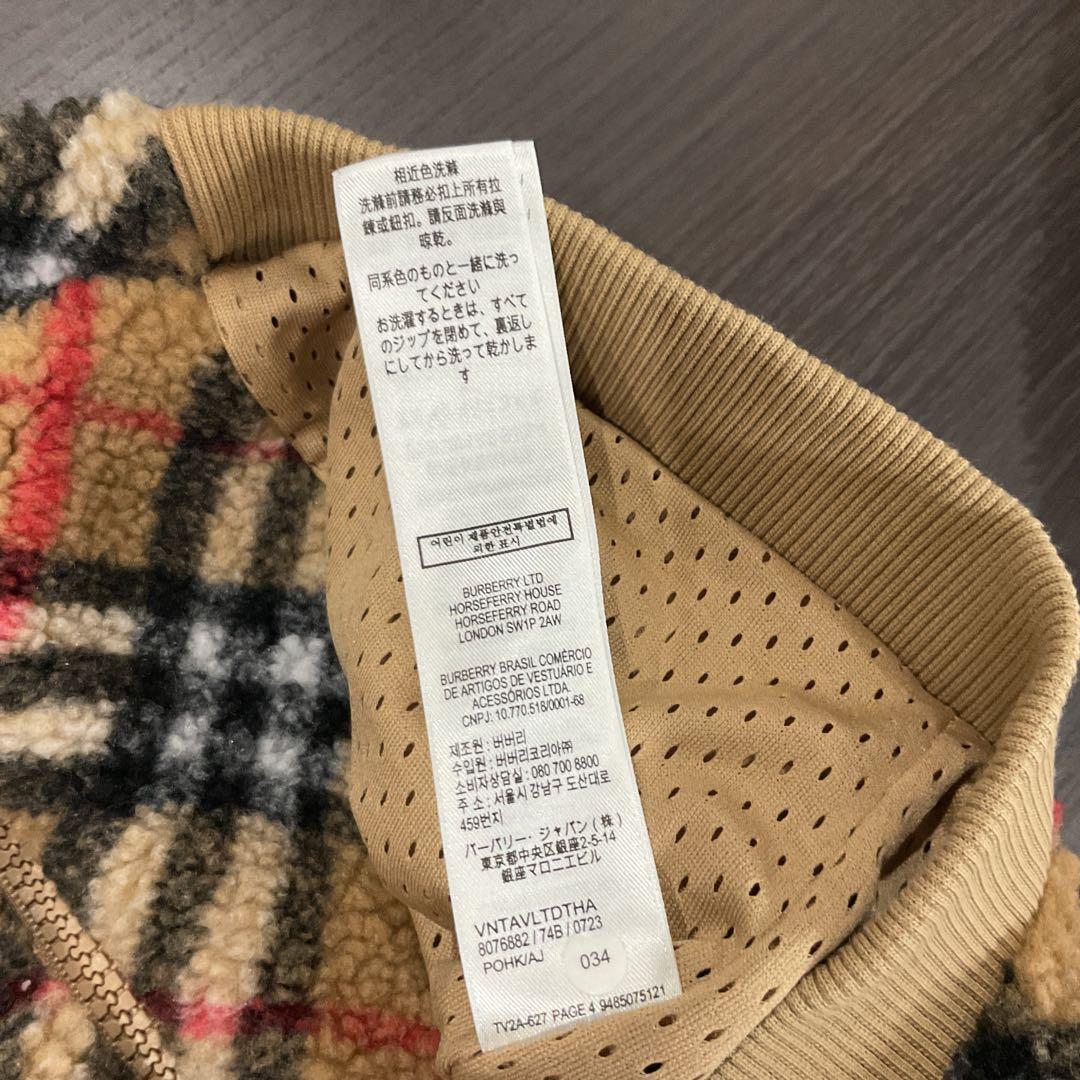 相近色洗滌
洗滌前請務必扣上所有拉
鍊或鈕扣。請反面洗滌與
晾乾。
同系色のものと一緒に洗っ
てください
お洗濯するときは、すべて
のジップを閉めて、裏返し
にしてから洗って乾かしま
す
어린이 제품안전특별법에
의한 표시
BURBERRY LTD
HORSEFERRY HOUSE
HORSEFERRY ROAD
LONDON SW1P 2AW
BURBERRY BRASIL COMÉRCIO
DE ARTIGOS DE VESTUÁRIO E
ACESSÓRIOS LTDA.
CNPJ: 10.770.518/0001-68
제조원 : 버버리
수입원 : 버버리코리아㈜
소비자상담실 : 080 700 8800
주 소 : 서울시 강남구 도산대로
459번지
バーバリー・ジャパン(株)
東京都中央区銀座2-5-14
銀座マロニエビル
VNTAVLTDTHA
8076882 / 74B / 0723
POHK/AJ
034
TV2A-627 PAGE 4 9485075121